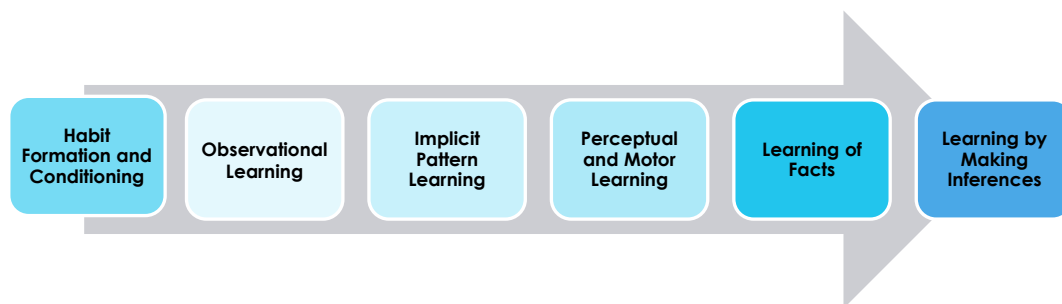 Habit
Formation and
Conditioning
Observational
Learning
Implicit
Pattern
Learning
Perceptual
and Motor
Learning
Learning of
Facts
Learning by
Making
Inferences